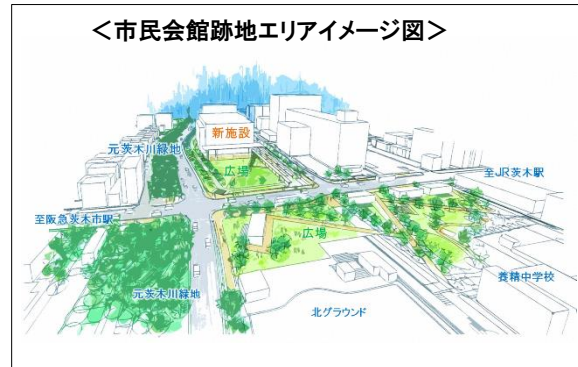 ＜市民会館跡地エリアイメージ図＞
新施設
元茨木川緑地
広場
至JR茨木駅
至阪急茨木市駅
広場
養精中学校
元茨木川緑地
北グラウンド